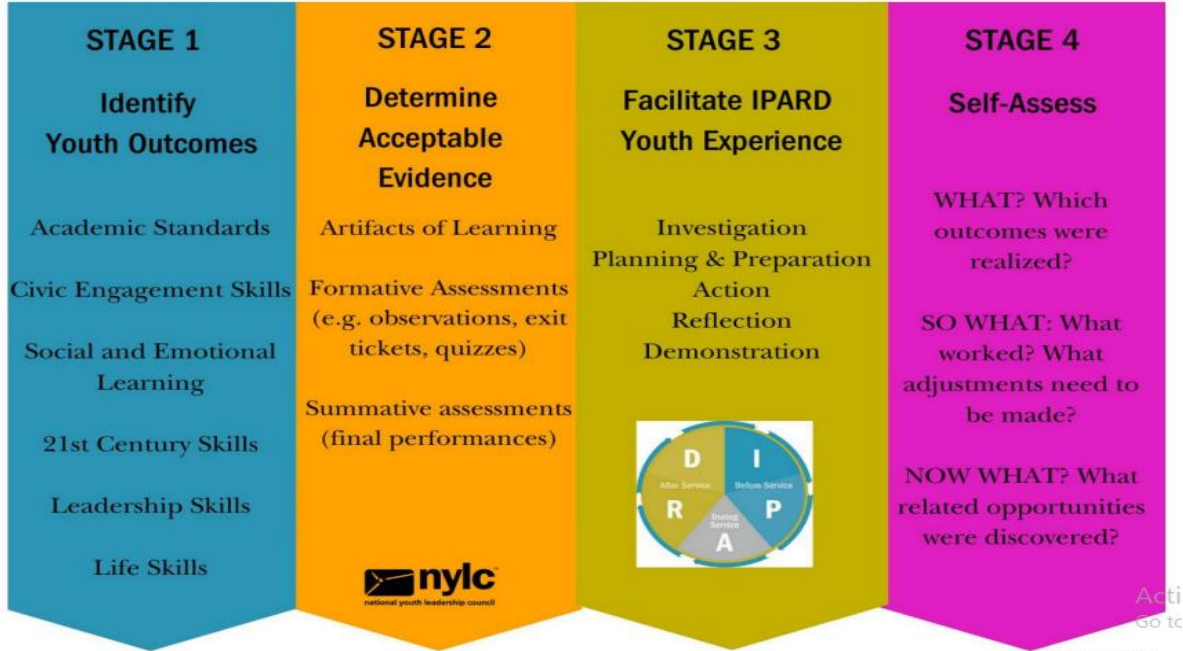 STAGE 1
Identify
Youth Outcomes
Academic Standards
Civic Engagement Skills
Social and Emotional
Learning
21st Century Skills
Leadership Skills
Life Skills
STAGE 2
Determine
Acceptable
Evidence
Artifacts of Learning
Formative Assessments
(e.g. observations, exit
tickets, quizzes)
Summative assessments
(final performances)
nylc
national youth leadership council
STAGE 3
Facilitate IPARD
Youth Experience
Investigation
Planning & Preparation
Action
Reflection
Demonstration
D I
After Service Before Service
R P
During
Service
A
STAGE 4
Self-Assess
WHAT? Which
outcomes were
realized?
SO WHAT: What
worked? What
adjustments need to
be made?
NOW WHAT? What
related opportunities
were discovered?
Acti
Go to